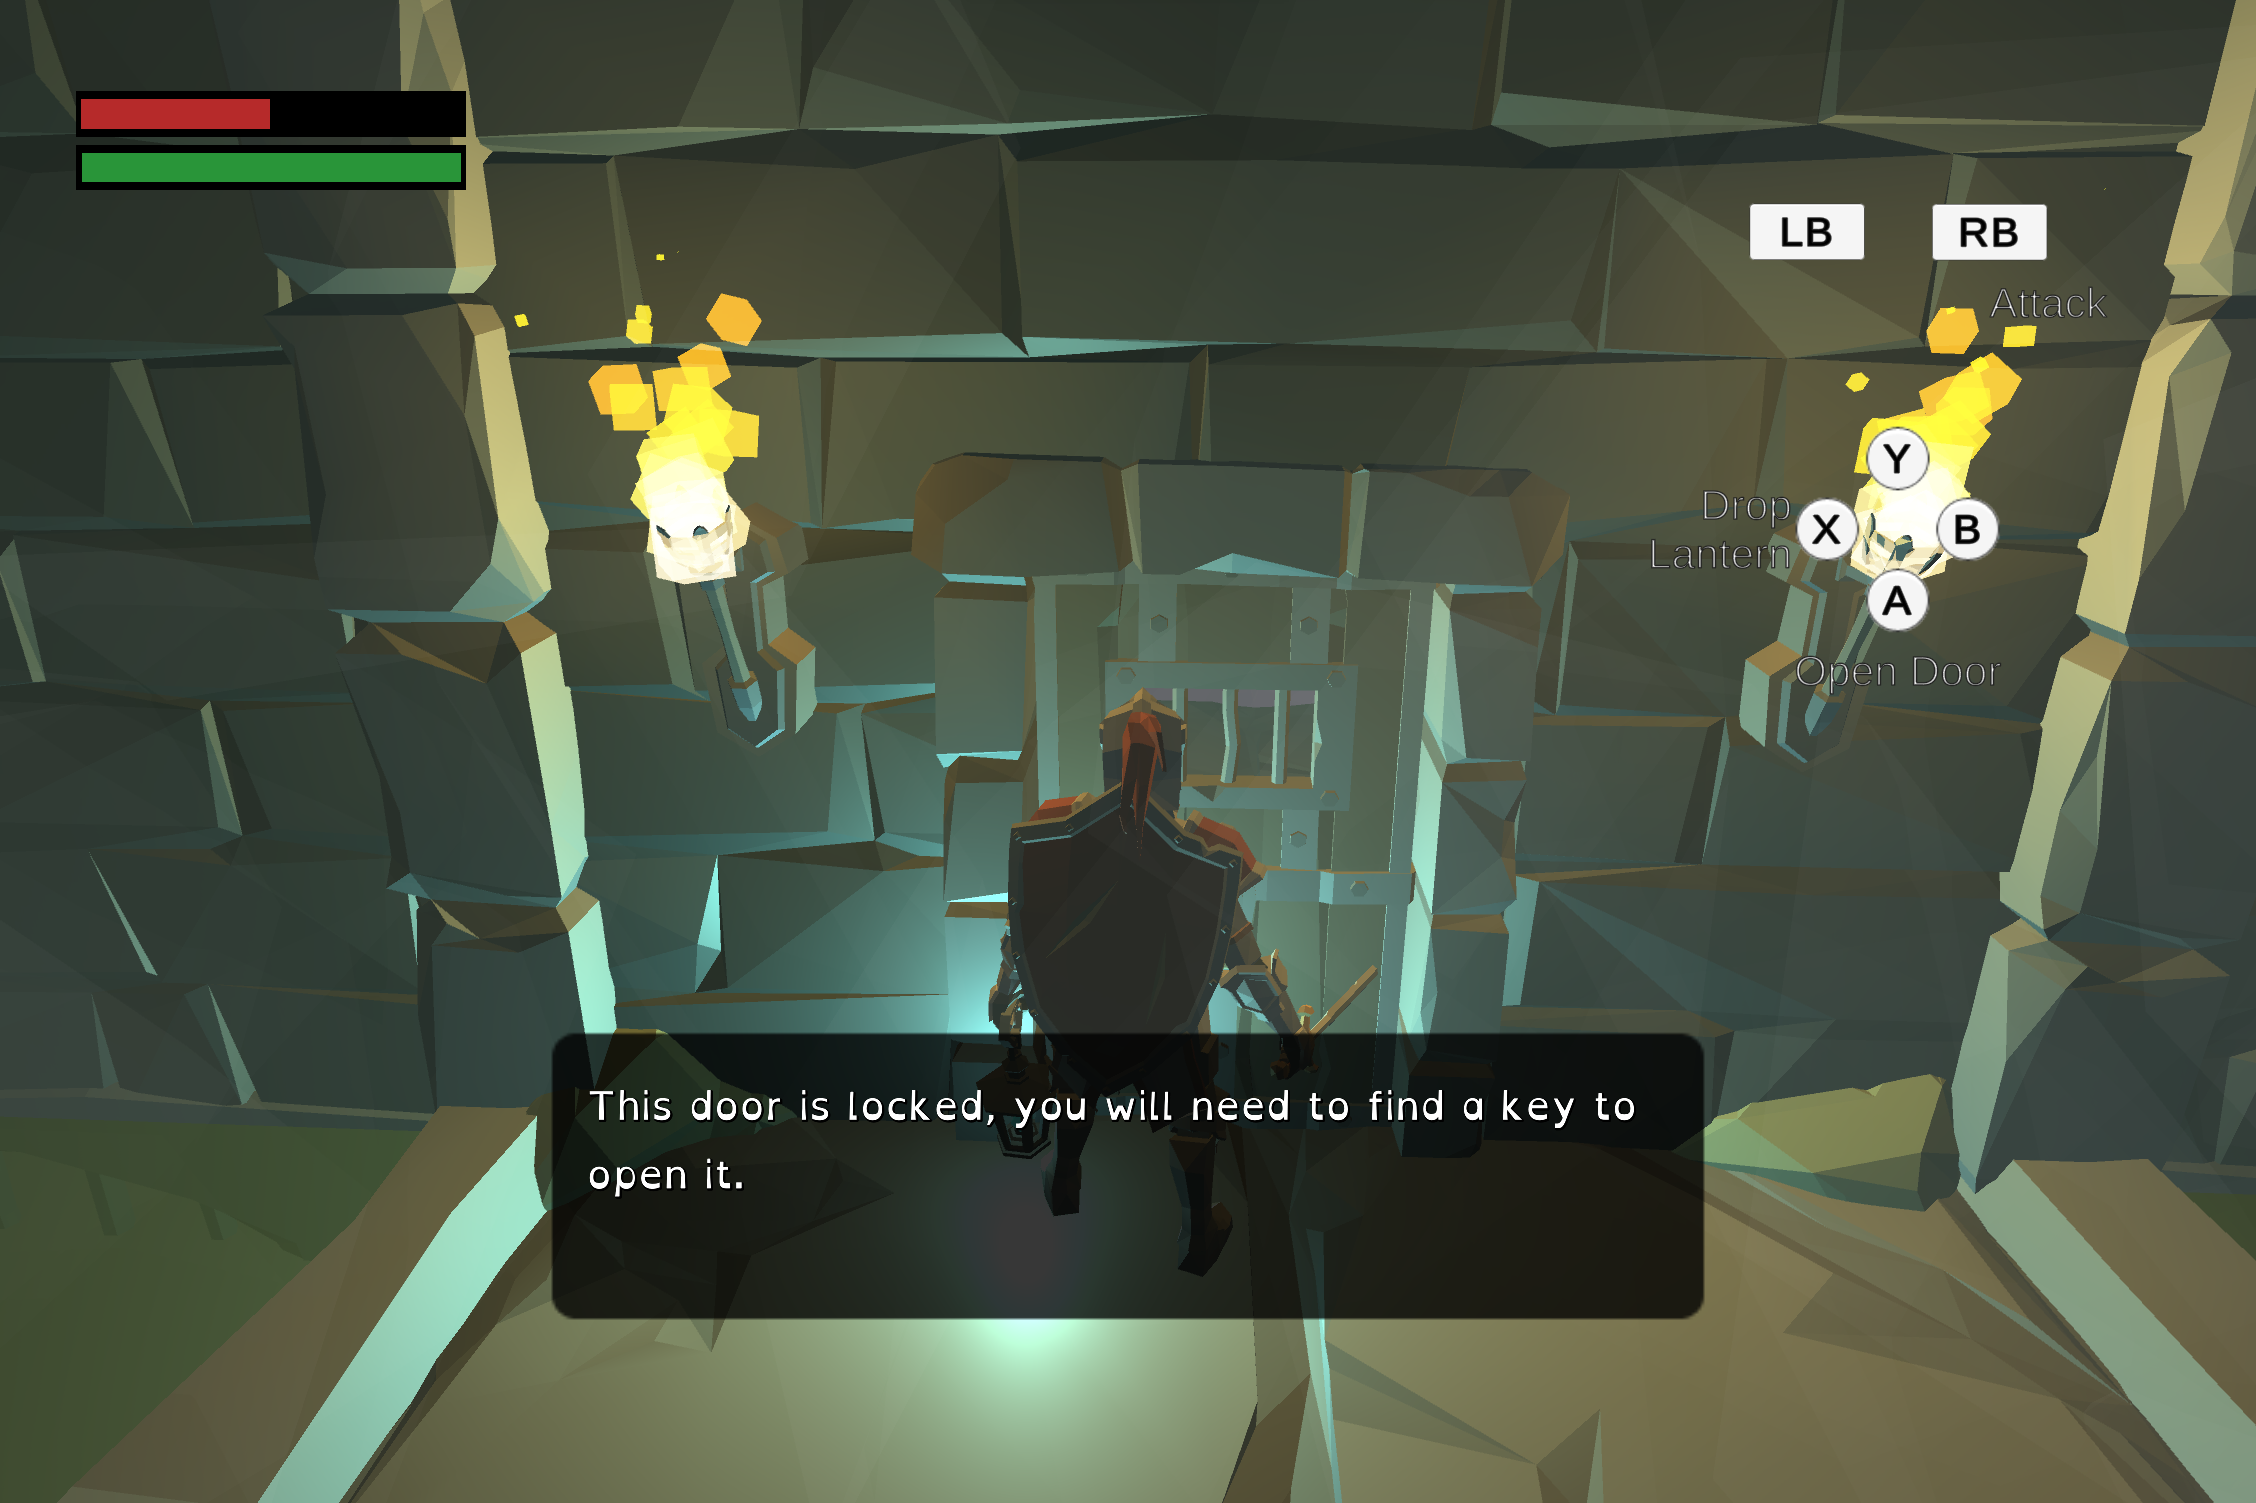 LB
RB
Attack
Y
Drop
Lantern
X
B
A
Open Door
This door is locked, you will need to find a key to
open it.